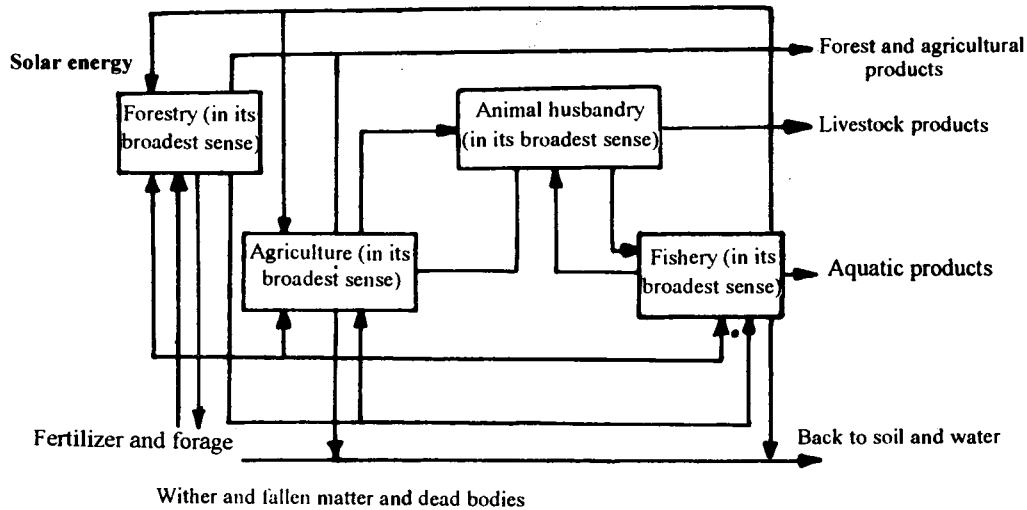 Solar energy
Forest and agricultural
products
Forestry (in its
broadest sense)
Animal husbandry
(in its broadest sense)
Livestock products
Agriculture (in its
broadest sense)
Fishery (in its
broadest sense)
Aquatic products
Fertilizer and forage
Back to soil and water
Wither and fallen matter and dead bodies